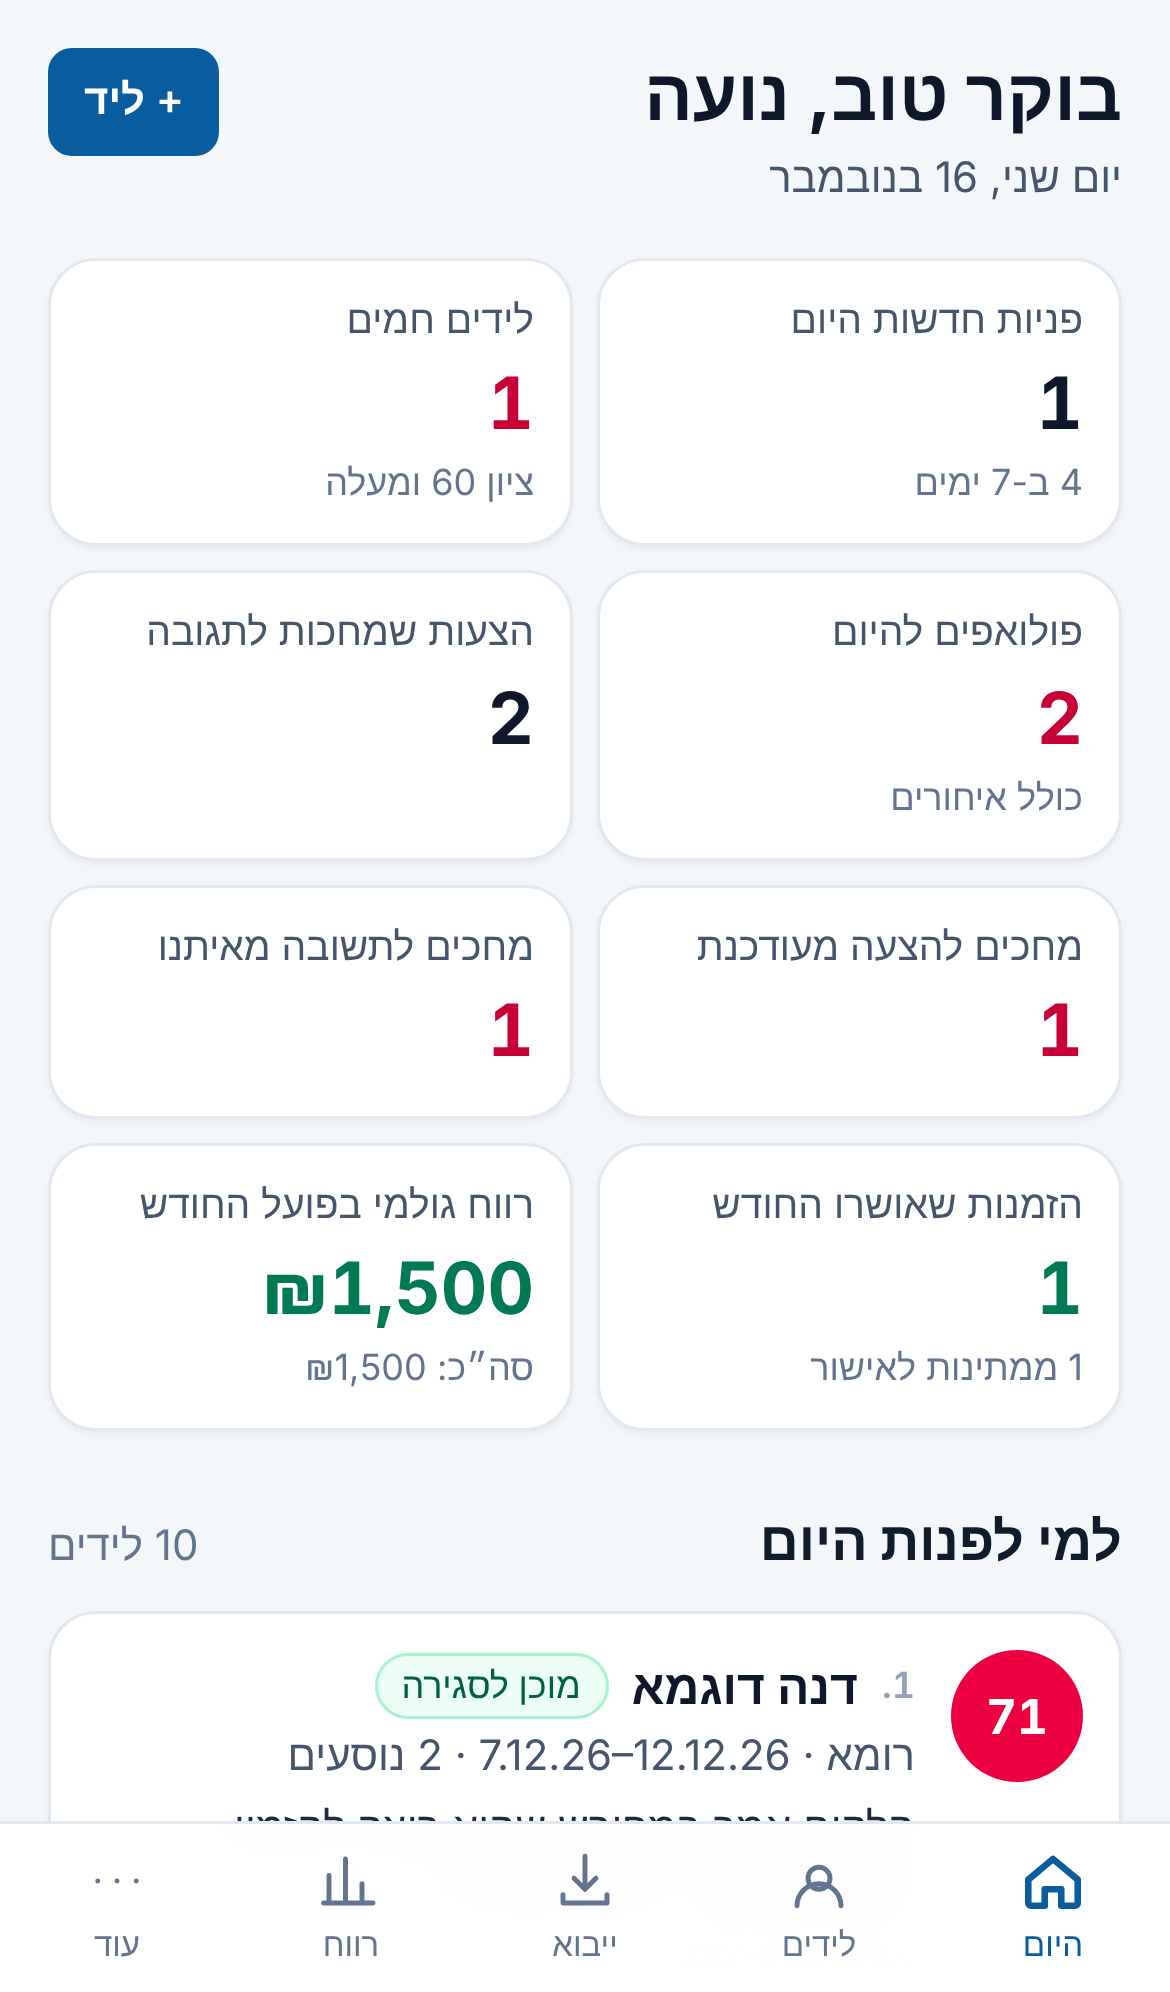 בוקר טוב, נועה
+ ליד
יום שני, 16 בנובמבר
פניות חדשות היום
1
4 ב-7 ימים
לידים חמים
1
ציון 60 ומעלה
פולואפים להיום
2
כולל איחורים
הצעות שמחכות לתגובה
2
מחכים להצעה מעודכנת
1
מחכים לתשובה מאיתנו
1
הזמנות שאושרו החודש
1
1 ממתינות לאישור
רווח גולמי בפועל החודש
₪1,500
סה״כ: ₪1,500
למי לפנות היום
10 לידים
71
1. דנה דוגמא מוכן לסגירה
רומא · 7.12.26–12.12.26 · 2 נוסעים
היום
לידים
ייבוא
רווח
עוד